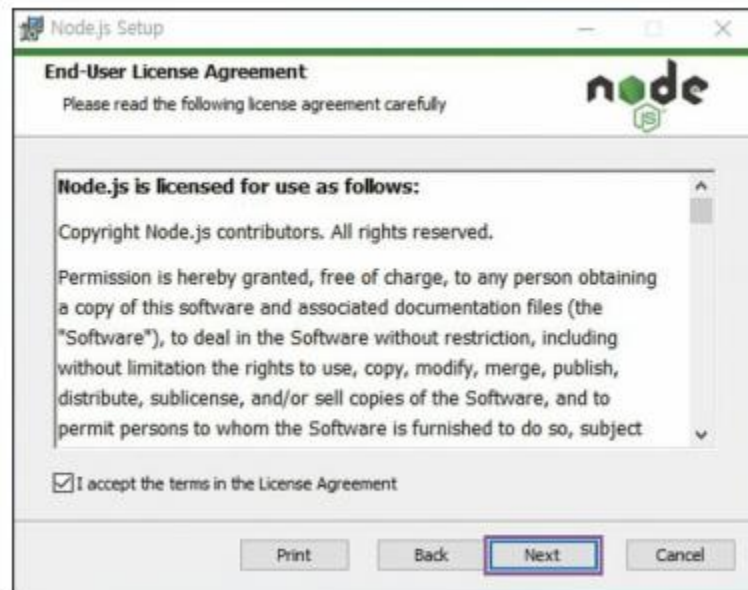 Node.js Setup
End-User License Agreement
Please read the following license agreement carefully
node
JS
Node.js is licensed for use as follows:
Copyright Node.js contributors. All rights reserved.
Permission is hereby granted, free of charge, to any person obtaining
a copy of this software and associated documentation files (the
"Software"), to deal in the Software without restriction, including
without limitation the rights to use, copy, modify, merge, publish,
distribute, sublicense, and/or sell copies of the Software, and to
permit persons to whom the Software is furnished to do so, subject
I accept the terms in the License Agreement
Print Back Next Cancel